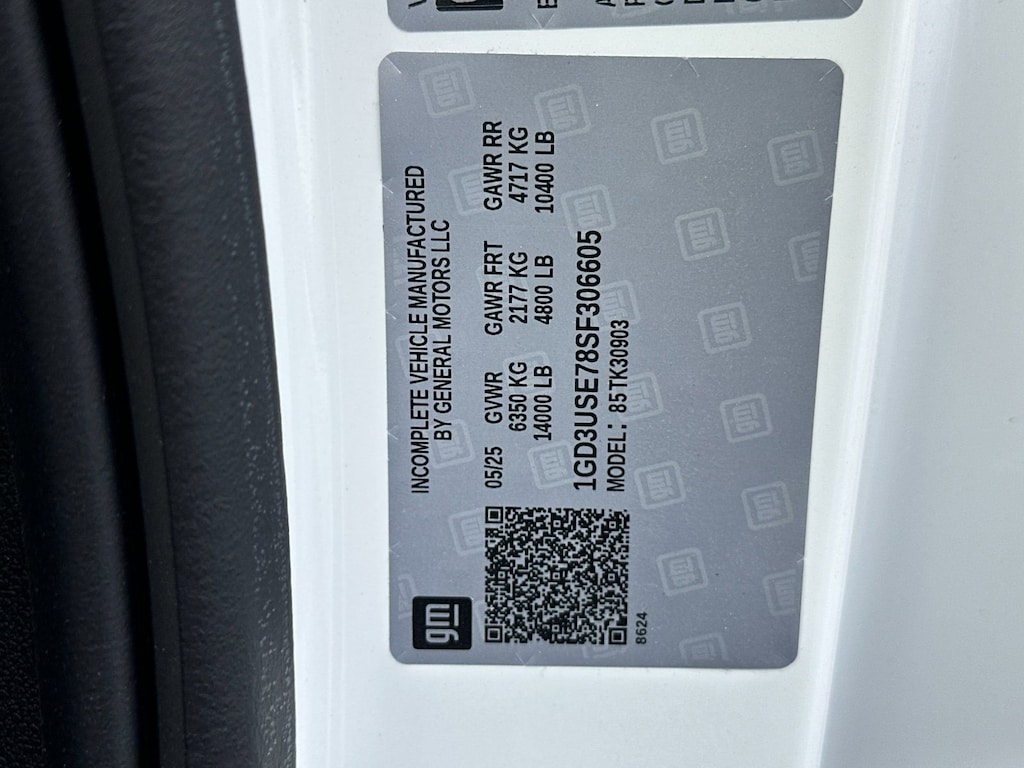 gm
INCOMPLETE VEHICLE MANUFACTURED
BY GENERAL MOTORS LLC
05/25 GVWR GAWR FRT GAWR RR
6350 KG 2177 KG 4717 KG
14000 LB 4800 LB 10400 LB
1GD3USE78SF306605
MODEL: 85TK30903
8624